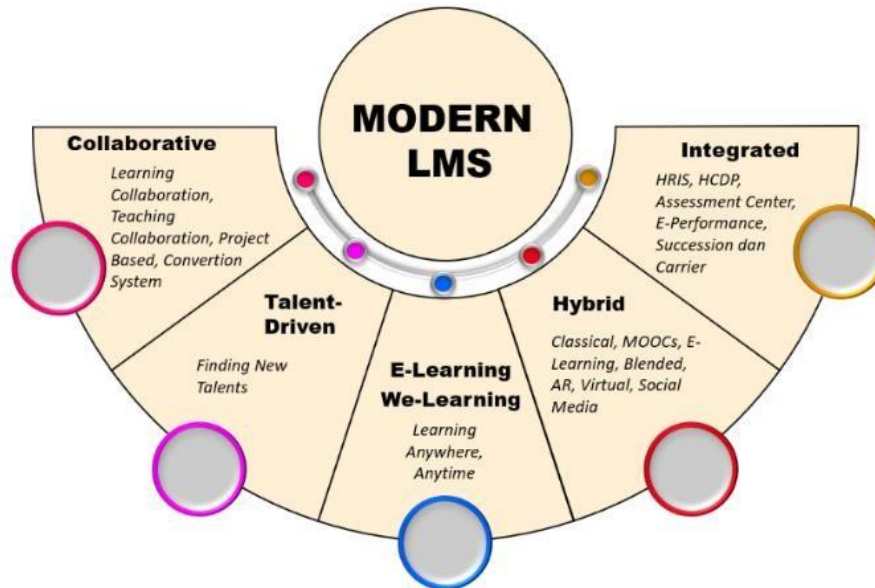 MODERN
LMS
Collaborative
Learning
Collaboration,
Teaching
Collaboration, Project
Based, Convertion
System
Talent-
Driven
Finding New
Talents
E-Learning
We-Learning
Learning
Anywhere,
Anytime
Hybrid
Classical, MOOCs, E-
Learning, Blended,
AR, Virtual, Social
Media
Integrated
HRIS, HCDP,
Assessment Center,
E-Performance,
Succession dan
Carrier